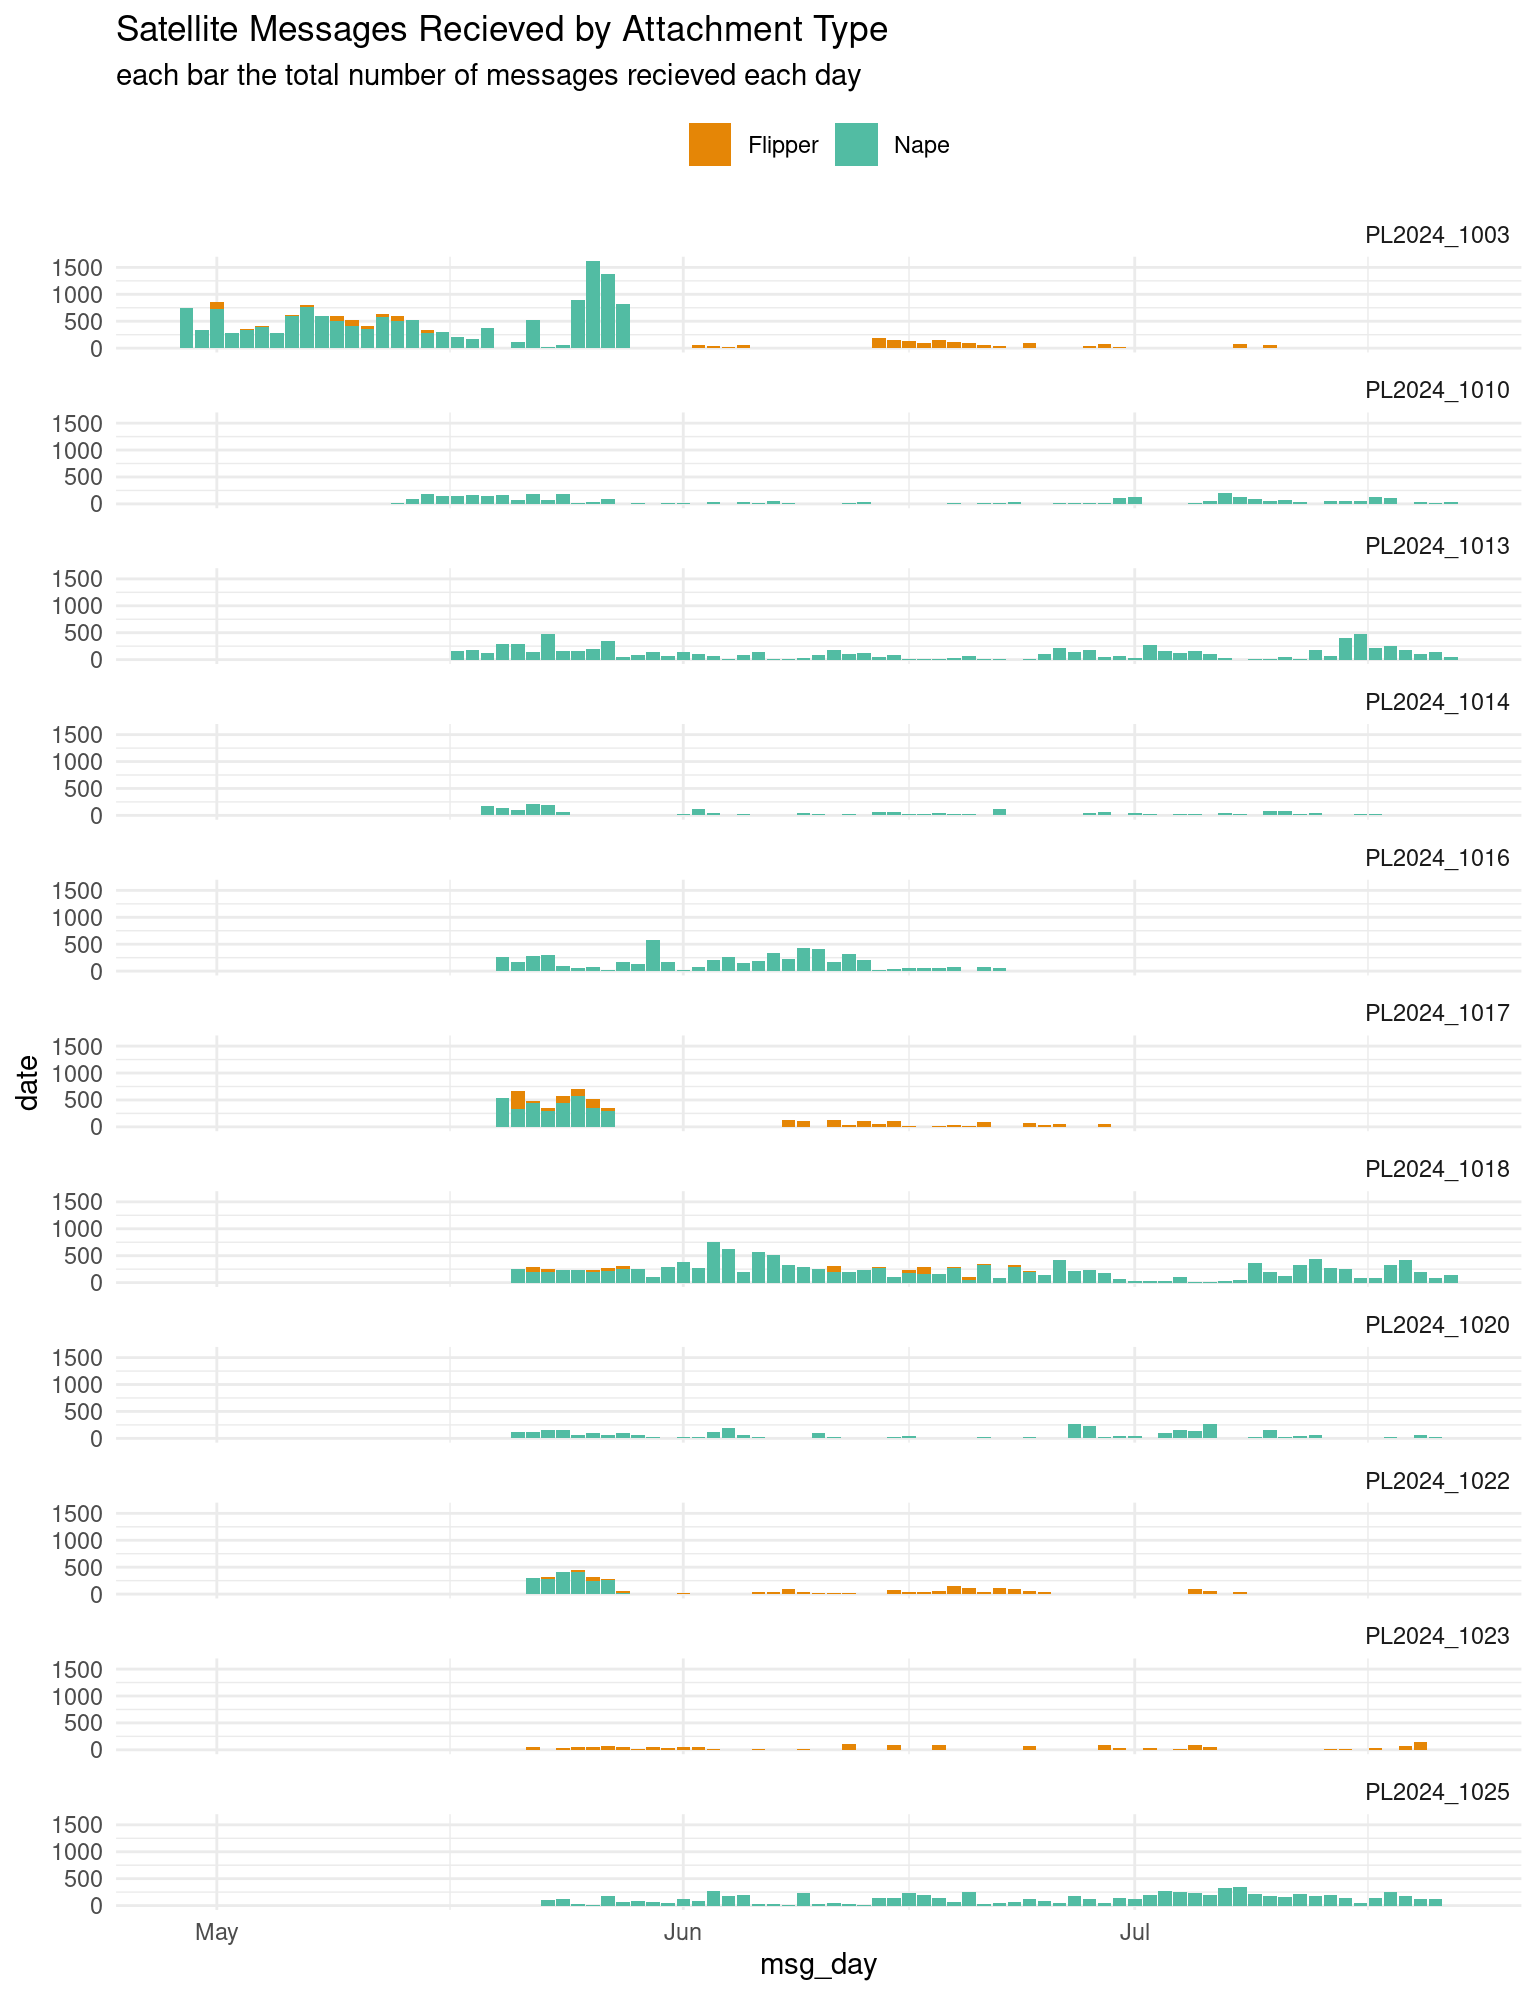 Satellite Messages Recieved by Attachment Type
each bar the total number of messages recieved each day
Flipper Nape
PL2024_1003
1500
1000
500
0
PL2024_1010
1500
1000
500
0
PL2024_1013
1500
1000
500
0
PL2024_1014
1500
1000
500
0
PL2024_1016
1500
1000
500
0
PL2024_1017
1500
1000
500
0
date
PL2024_1018
1500
1000
500
0
PL2024_1020
1500
1000
500
0
PL2024_1022
1500
1000
500
0
PL2024_1023
1500
1000
500
0
PL2024_1025
1500
1000
500
0
May Jun Jul
msg_day